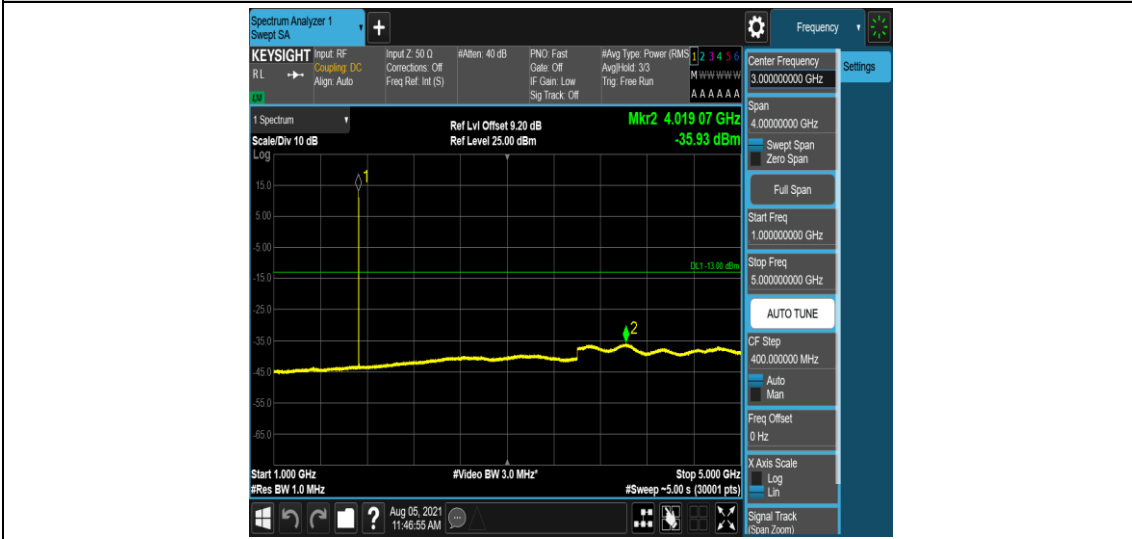 Spectrum Analyzer 1
Swept SA
Frequency
KEYSIGHT
RL
LNI
Input: RF
Coupling: DC
Align: Auto
Input Z: 50 Ω
Corrections: Off
Freq Ref: Int (S)
#Atten: 40 dB
PNO: Fast
Gate: Off
IF Gain: Low
Sig Track: Off
#Avg Type: Power (RMS
Avg|Hold: 3/3
Trig: Free Run
1 2 3 4 5 6
M W W W W W
A A A A A A
1 Spectrum
Scale/Div 10 dB
Log
Ref Lvl Offset 9.20 dB
Ref Level 25.00 dBm
Mkr2 4.019 07 GHz
-35.93 dBm
15.0
5.00
-5.00
-15.0
-25.0
-35.0
-45.0
-55.0
-65.0
1
DL1 -13.00 dBm
2
Start 1.000 GHz
#Res BW 1.0 MHz
#Video BW 3.0 MHz*
Stop 5.000 GHz
#Sweep ~5.00 s (30001 pts)
?
Aug 05, 2021
11:46:55 AM
Center Frequency
3.000000000 GHz
Settings
Span
4.00000000 GHz
Swept Span
Zero Span
Full Span
Start Freq
1.000000000 GHz
Stop Freq
5.000000000 GHz
AUTO TUNE
CF Step
400.000000 MHz
Auto
Man
Freq Offset
0 Hz
X Axis Scale
Log
Lin
Signal Track
(Span Zoom)